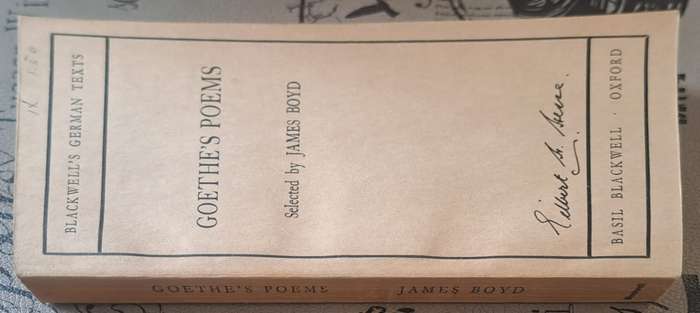 BLACKWELL'S GERMAN TEXTS
GOETHE'S POEMS
Selected by JAMES BOYD
BASIL BLACKWELL · OXFORD
GOETHE'S POEMS
JAMES BOYD